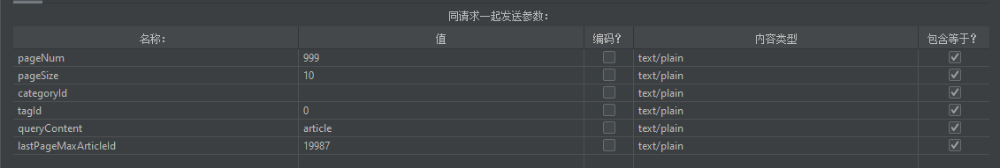 同请求一起发送参数：
名称： 值 编码？ 内容类型 包含等于？
pageNum 999 text/plain
pageSize 10 text/plain
categoryId text/plain
tagId 0 text/plain
queryContent article text/plain
lastPageMaxArticleId 19987 text/plain